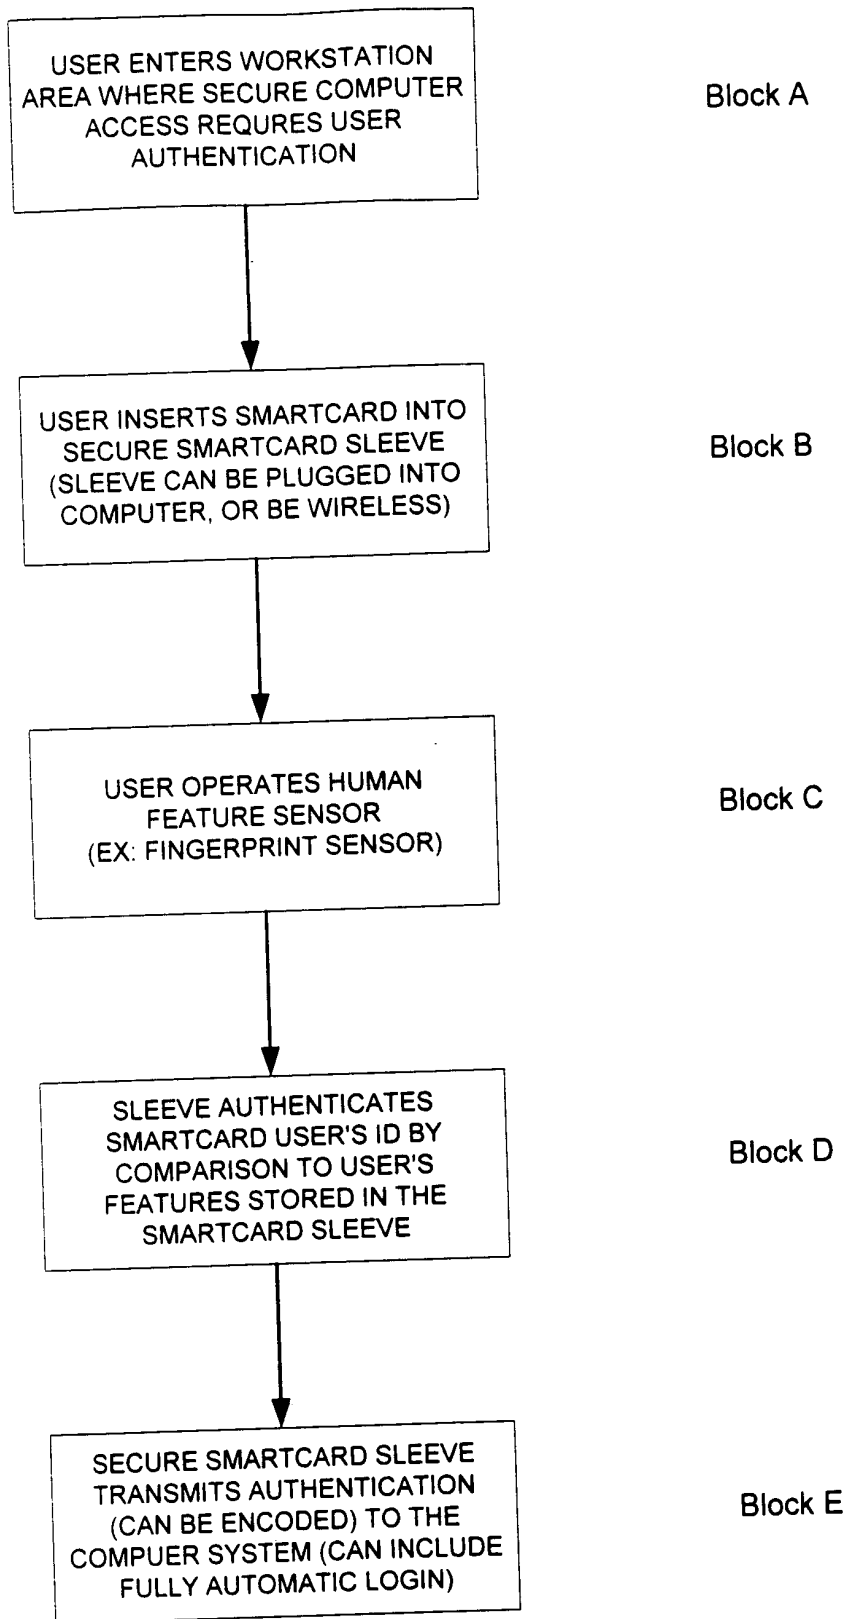 USER ENTERS WORKSTATION
AREA WHERE SECURE COMPUTER
ACCESS REQURES USER
AUTHENTICATION
Block A
USER INSERTS SMARTCARD INTO
SECURE SMARTCARD SLEEVE
(SLEEVE CAN BE PLUGGED INTO
COMPUTER, OR BE WIRELESS)
Block B
USER OPERATES HUMAN
FEATURE SENSOR
(EX: FINGERPRINT SENSOR)
Block C
SLEEVE AUTHENTICATES
SMARTCARD USER'S ID BY
COMPARISON TO USER'S
FEATURES STORED IN THE
SMARTCARD SLEEVE
Block D
SECURE SMARTCARD SLEEVE
TRANSMITS AUTHENTICATION
(CAN BE ENCODED) TO THE
COMPUER SYSTEM (CAN INCLUDE
FULLY AUTOMATIC LOGIN)
Block E